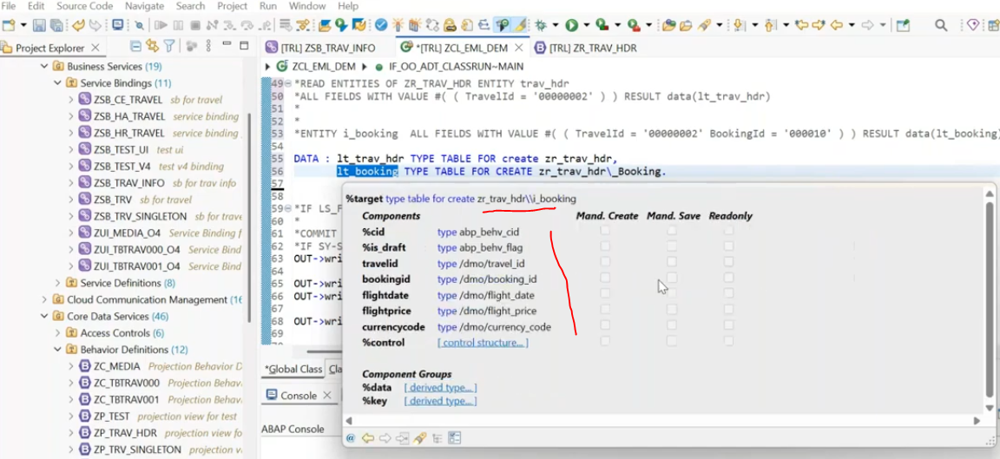 File Edit Source Code Navigate Search Project Run Window Help
Project Explorer
[TRL] ZSB_TRAV_INFO
*[TRL] ZCL_EML_DEM
[TRL] ZR_TRAV_HDR
ZCL_EML_DEM
IF_OO_ADT_CLASSRUN~MAIN
Business Services (19)
Service Bindings (11)
ZSB_CE_TRAVEL sb for travel
ZSB_HA_TRAVEL service binding
ZSB_HR_TRAVEL service binding
ZSB_TEST_UI test ui
ZSB_TEST_V4 test v4 binding
ZSB_TRAV_INFO sb for trav info
ZSB_TRV sb for travel
ZSB_TRV_SINGLETON sb for trave
ZUI_MEDIA_O4 Service Binding f
ZUI_TBTRAV000_O4 Service Bind
ZUI_TBTRAV001_O4 Service Bind
Service Definitions (8)
Cloud Communication Management (16
Core Data Services (46)
Access Controls (6)
Behavior Definitions (12)
ZC_MEDIA Projection Behavior D
ZC_TBTRAV000 Projection Behav
ZC_TBTRAV001 Projection Behav
ZP_TEST projection view for test
ZP_TRAV_HDR projection view fo
ZP_TRV_SINGLETON projection v
49 *READ ENTITIES OF ZR_TRAV_HDR ENTITY trav_hdr
50 *ALL FIELDS WITH VALUE #( ( TravelId = '00000002' ) ) RESULT data(lt_trav_hdr)
51 *
52 *
53 *ENTITY i_booking ALL FIELDS WITH VALUE #( ( TravelId = '00000002' BookingId = '000010' ) ) RESULT data(lt_booking)
54
55 DATA : lt_trav_hdr TYPE TABLE FOR create zr_trav_hdr,
56 lt_booking TYPE TABLE FOR CREATE zr_trav_hdr\_Booking.
57
58
59 *IF LS_F
60 *
61 *COMMIT
62 *IF SY-S
63 OUT->wri
65 OUT->wri
66 OUT->wri
67
68 OUT->wri
69
%target type table for create zr_trav_hdr\\i_booking
Components Mand. Create Mand. Save Readonly
%cid type abp_behv_cid
%is_draft type abp_behv_flag
travelid type /dmo/travel_id
bookingid type /dmo/booking_id
flightdate type /dmo/flight_date
flightprice type /dmo/flight_price
currencycode type /dmo/currency_code
%control [ control structure... ]
Component Groups
%data [ derived type... ]
%key [ derived type... ]
*Global Class Cla
Console
ABAP Console